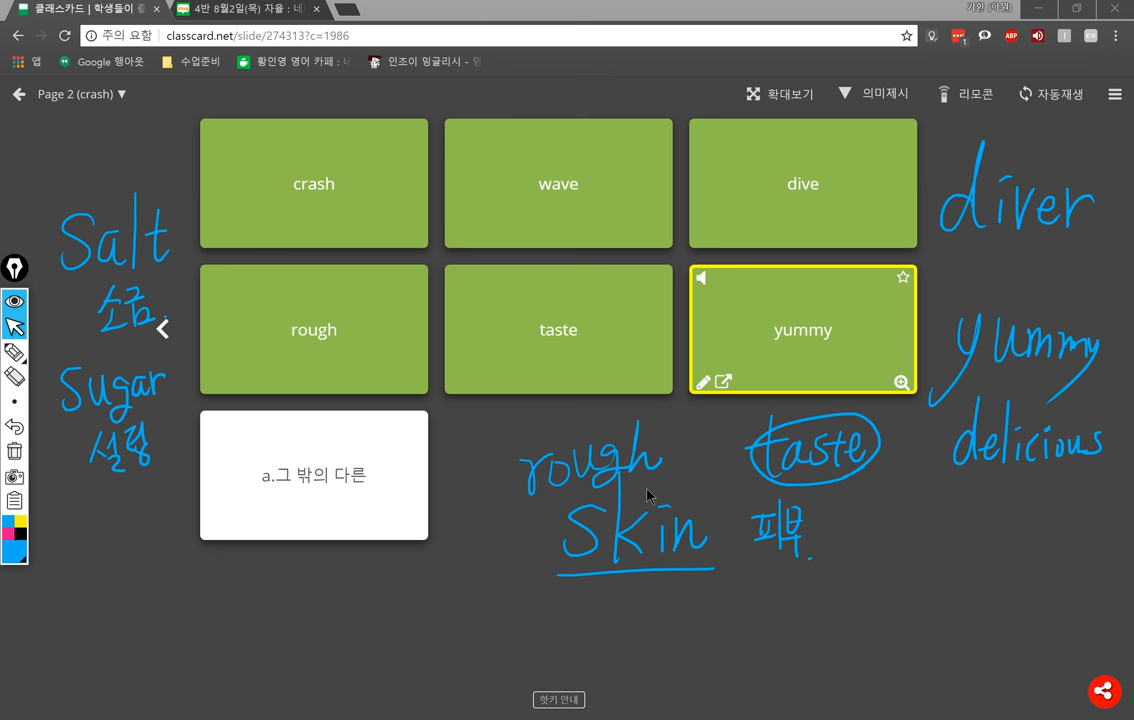 클래스카드 | 학생들이 
4반 8월2일(목) 자율 : 네
기완 (학원)
주의 요함
classcard.net/slide/274313?c=1986
1
ABP
앱
Google 행아웃
수업준비
황인영 영어 카페 : 
인조이 잉글리시 -
Page 2 (crash) ▼
확대보기
의미제시
리모콘
자동재생
crash
wave
dive
diver
Salt
소금.
rough
taste
yummy
yummy
Sugar
설탕
a.그 밖의 다른
rough
taste
delicious
Skin
피부.
핫키 안내